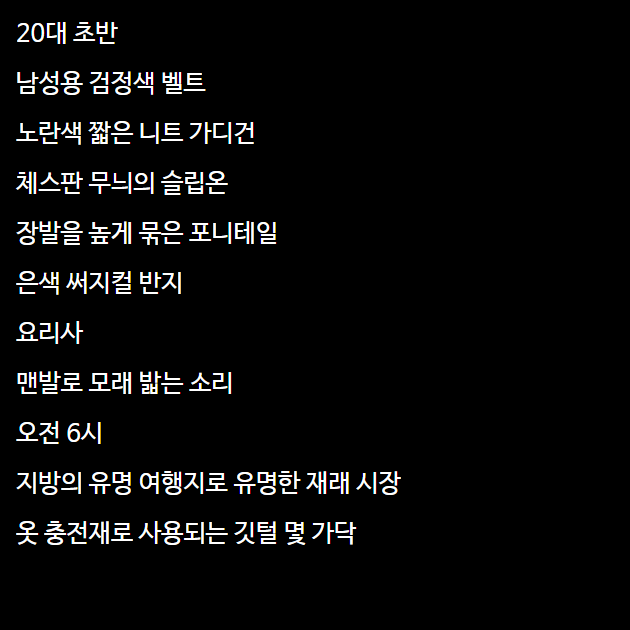 20대 초반
남성용 검정색 벨트
노란색 짧은 니트 가디건
체스판 무늬의 슬립온
장발을 높게 묶은 포니테일
은색 써지컬 반지
요리사
맨발로 모래 밟는 소리
오전 6시
지방의 유명 여행지로 유명한 재래 시장
옷 충전재로 사용되는 깃털 몇 가닥